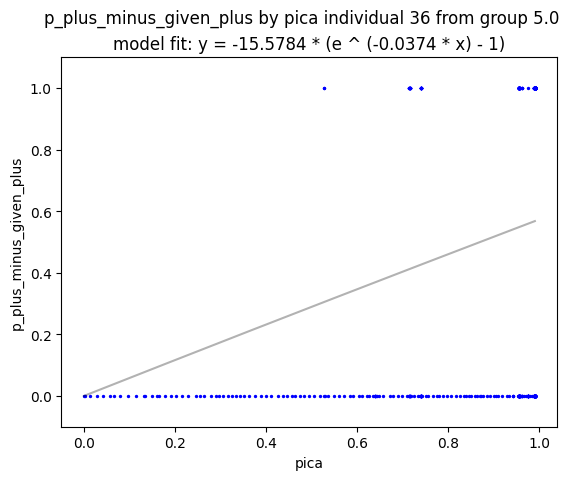 p_plus_minus_given_plus by pica individual 36 from group 5.0
model fit: y = -15.5784 * (e ^ (-0.0374 * x) - 1)
p_plus_minus_given_plus
1.0
0.8
0.6
0.4
0.2
0.0
0.0 0.2 0.4 0.6 0.8 1.0
pica